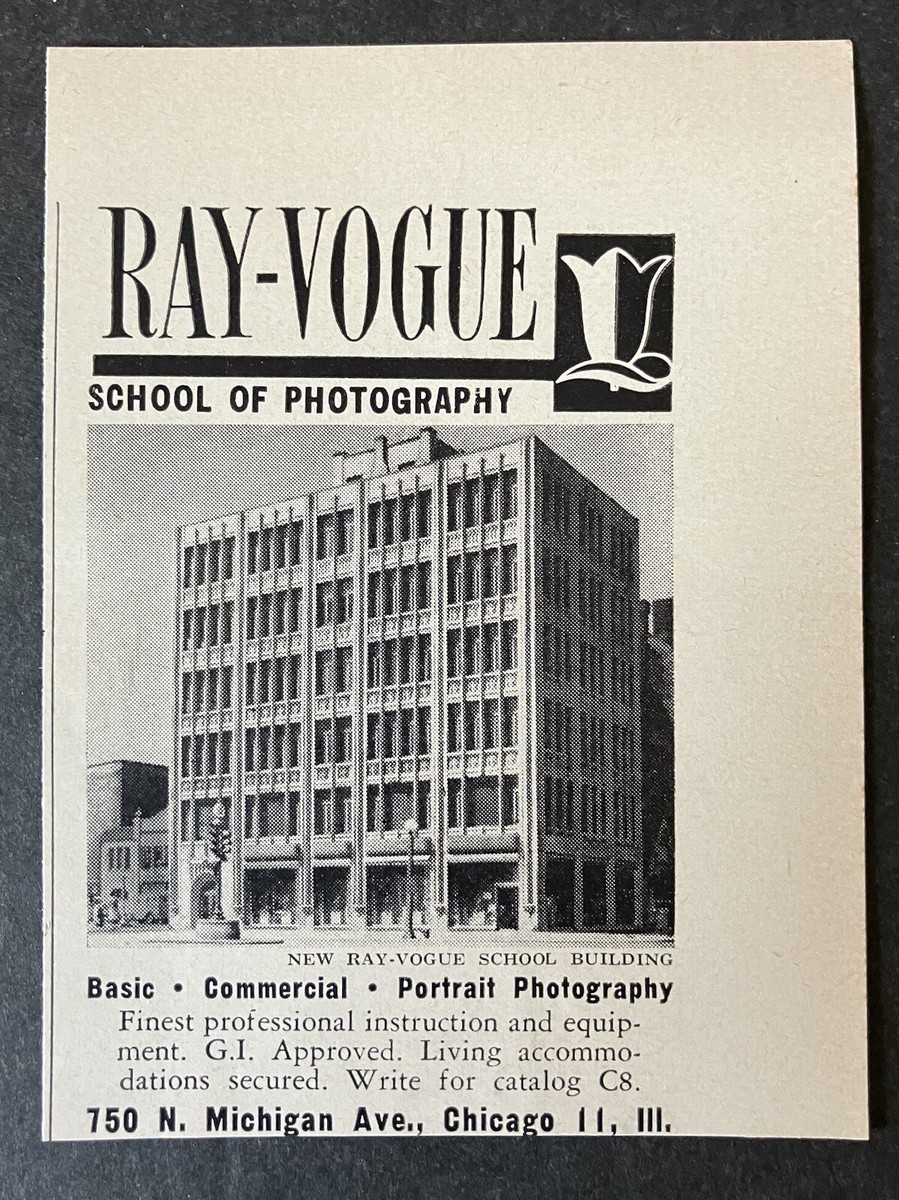 RAY-VOGUE
SCHOOL OF PHOTOGRAPHY
NEW RAY-VOGUE SCHOOL BUILDING
Basic • Commercial • Portrait Photography
Finest professional instruction and equip-
ment. G.I. Approved. Living accommo-
dations secured. Write for catalog C8.
750 N. Michigan Ave., Chicago 11, Ill.